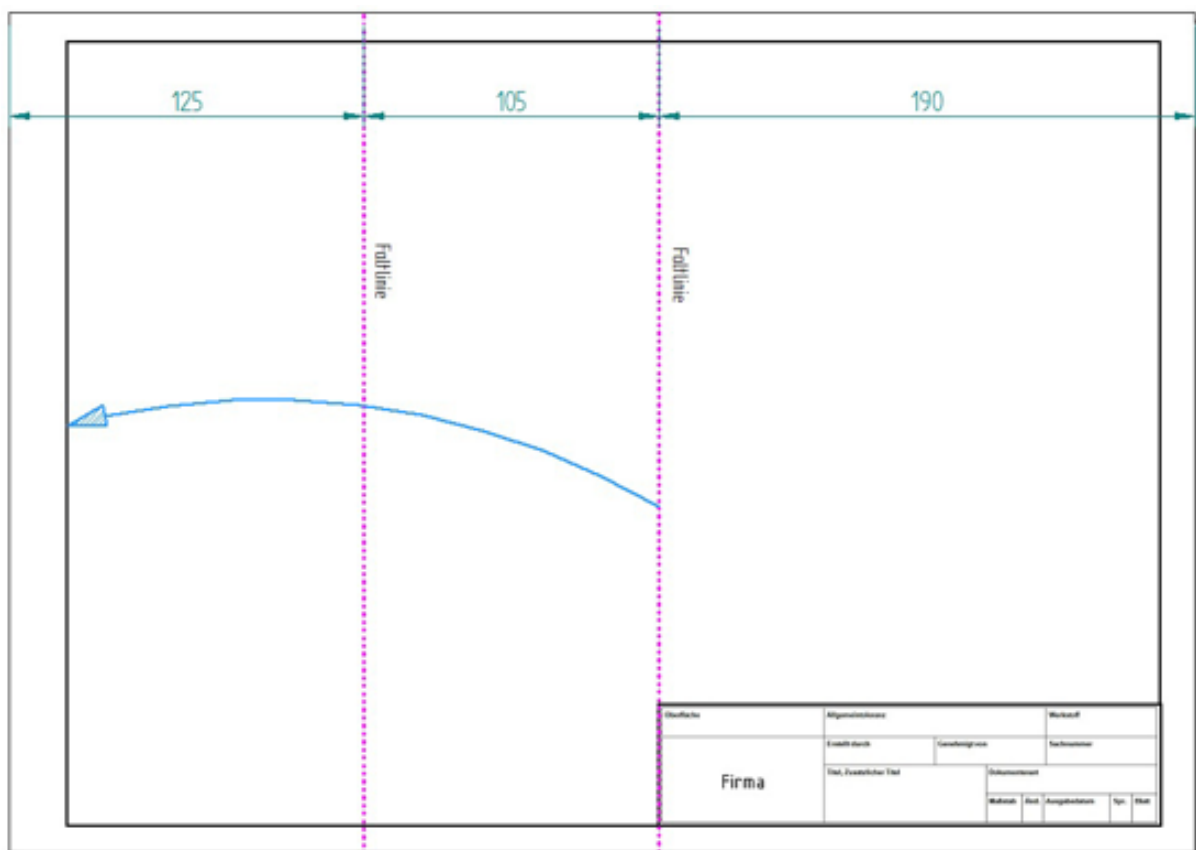 125
105
190
Faltlinie
Faltlinie
Oberfläche
Allgemeintoleranz
Werkstoff
Erstellt durch
Genehmigt von
Sachnummer
Firma
Titel, Zusätzlicher Titel
Dokumentenart
Maßstab
Änd.
Ausgabedatum
Spr.
Blatt